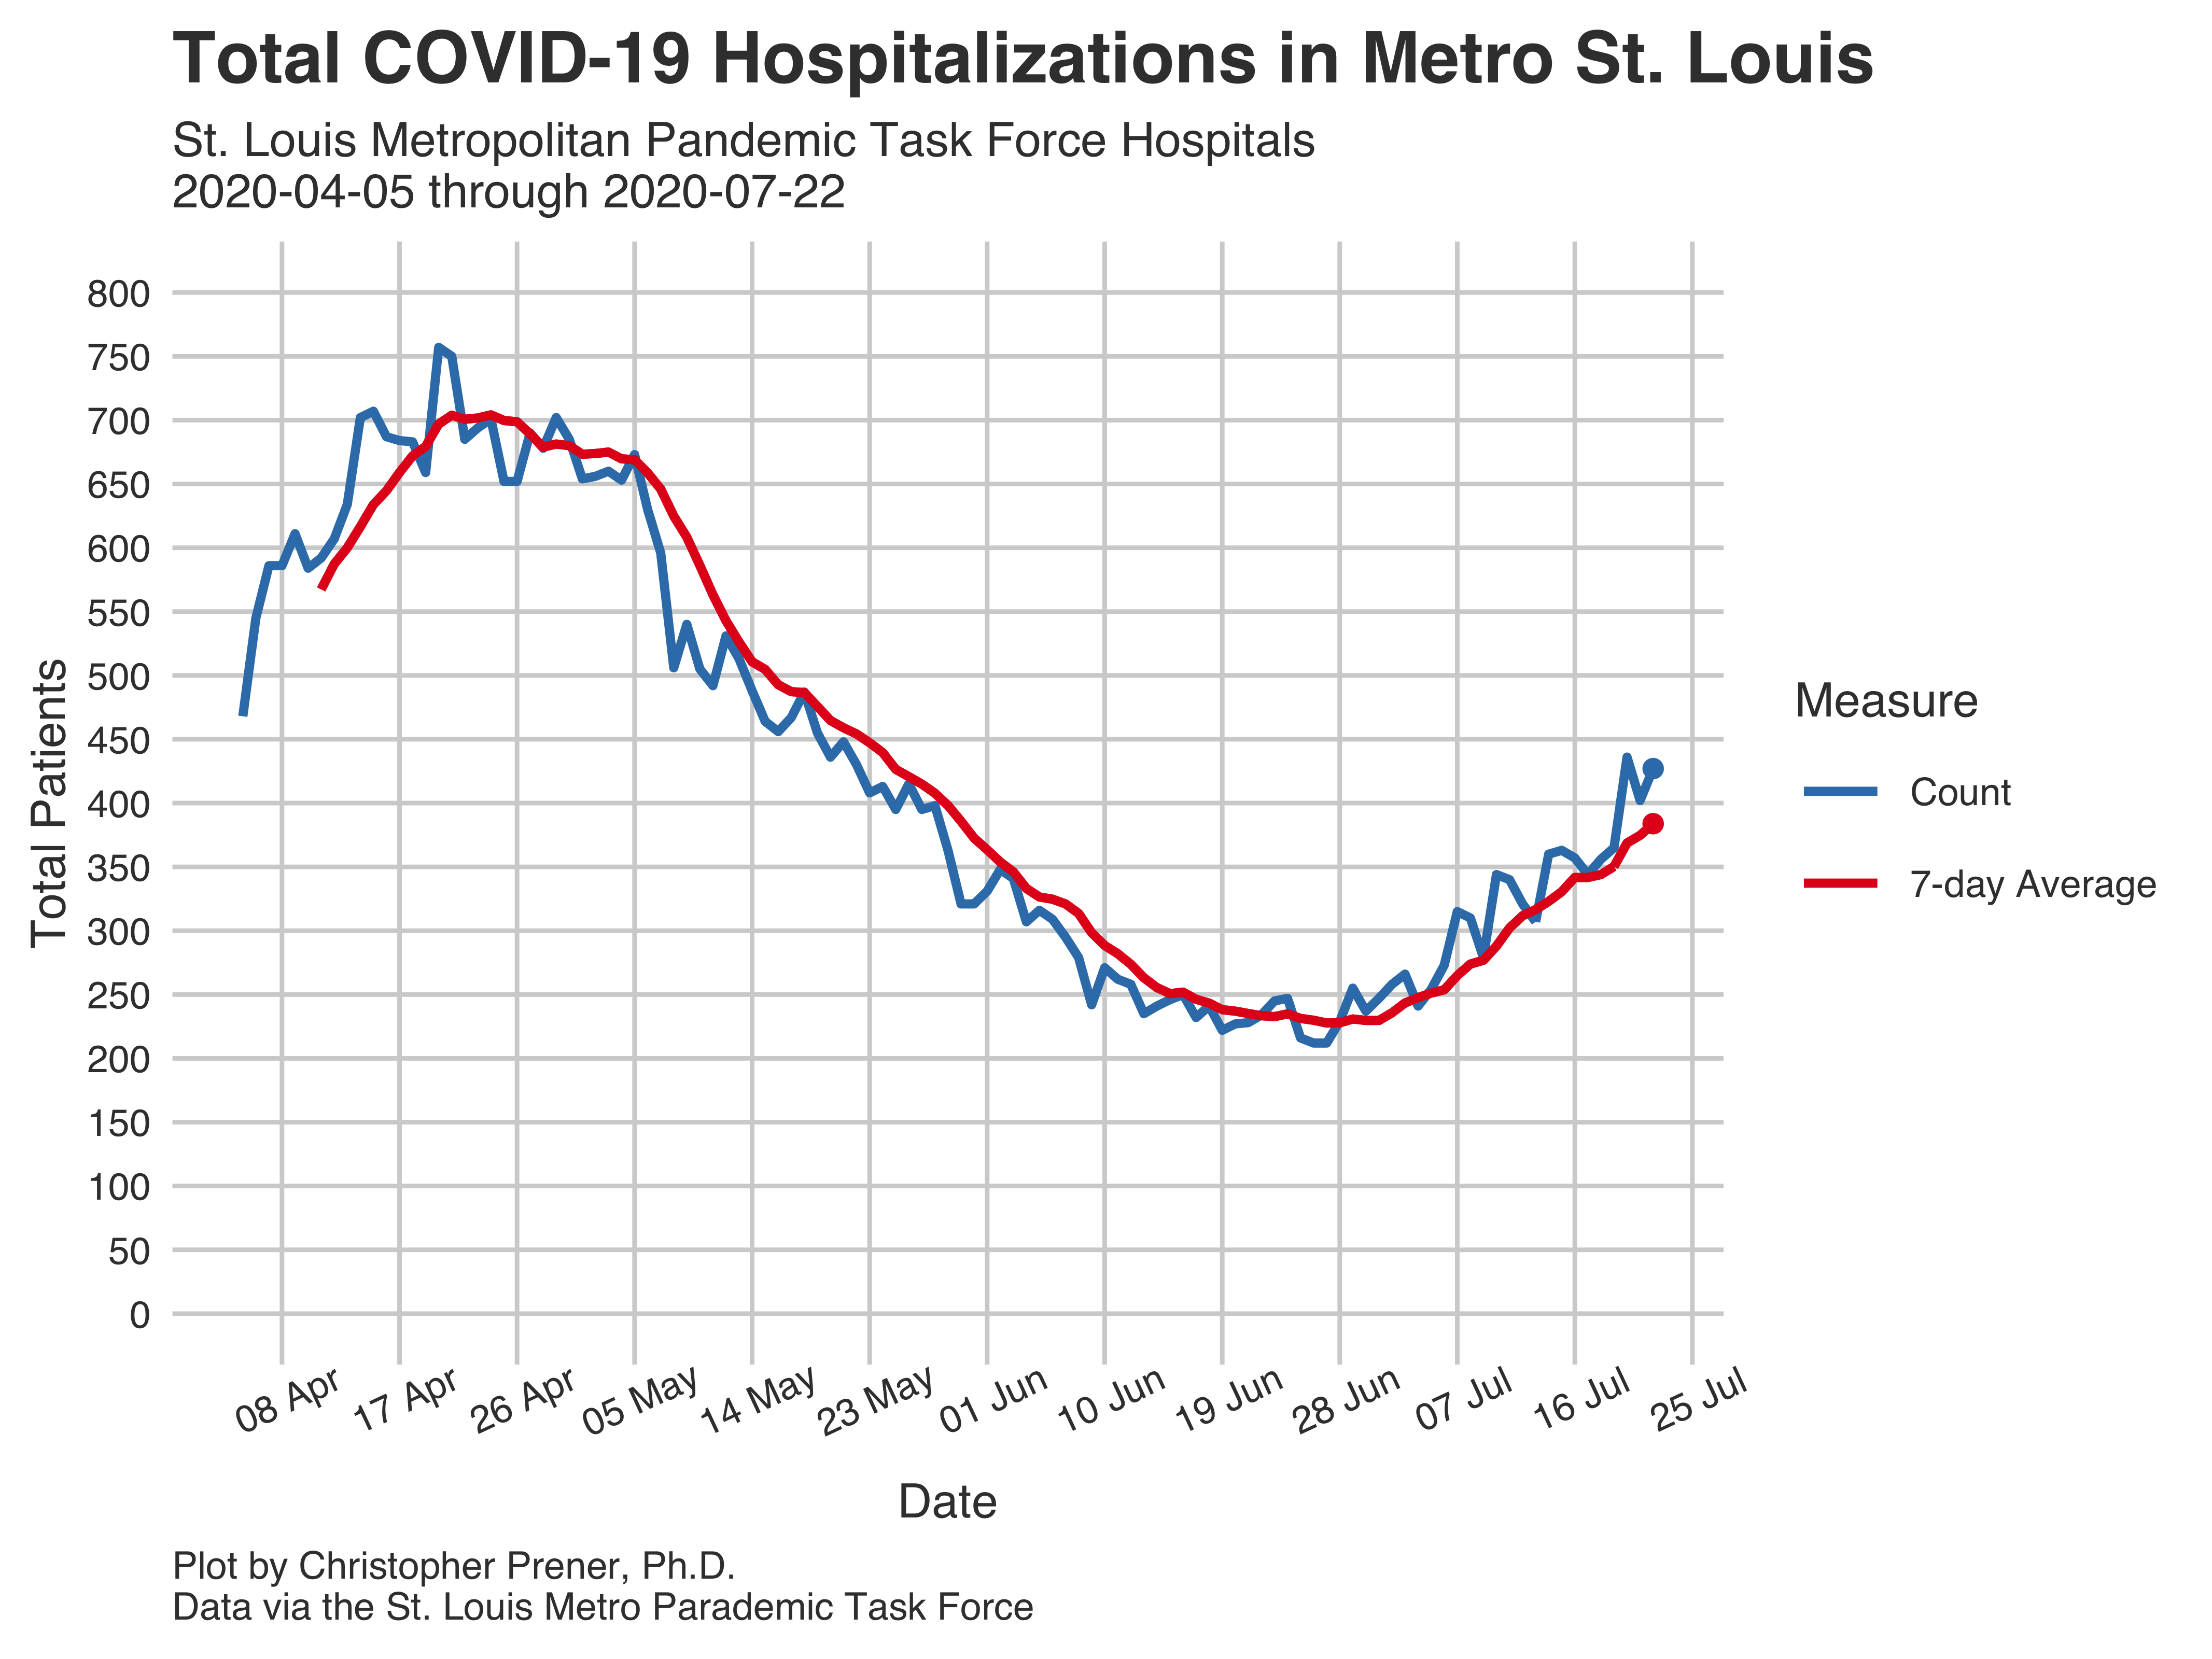 Total COVID-19 Hospitalizations in Metro St. Louis
St. Louis Metropolitan Pandemic Task Force Hospitals
2020-04-05 through 2020-07-22
800
750
700
650
600
550
500
450
400
350
300
250
200
150
100
50
0
Total Patients
08 Apr
17 Apr
26 Apr
05 May
14 May
23 May
01 Jun
10 Jun
19 Jun
28 Jun
07 Jul
16 Jul
25 Jul
Date
Measure
Count
7-day Average
Plot by Christopher Prener, Ph.D.
Data via the St. Louis Metro Parademic Task Force